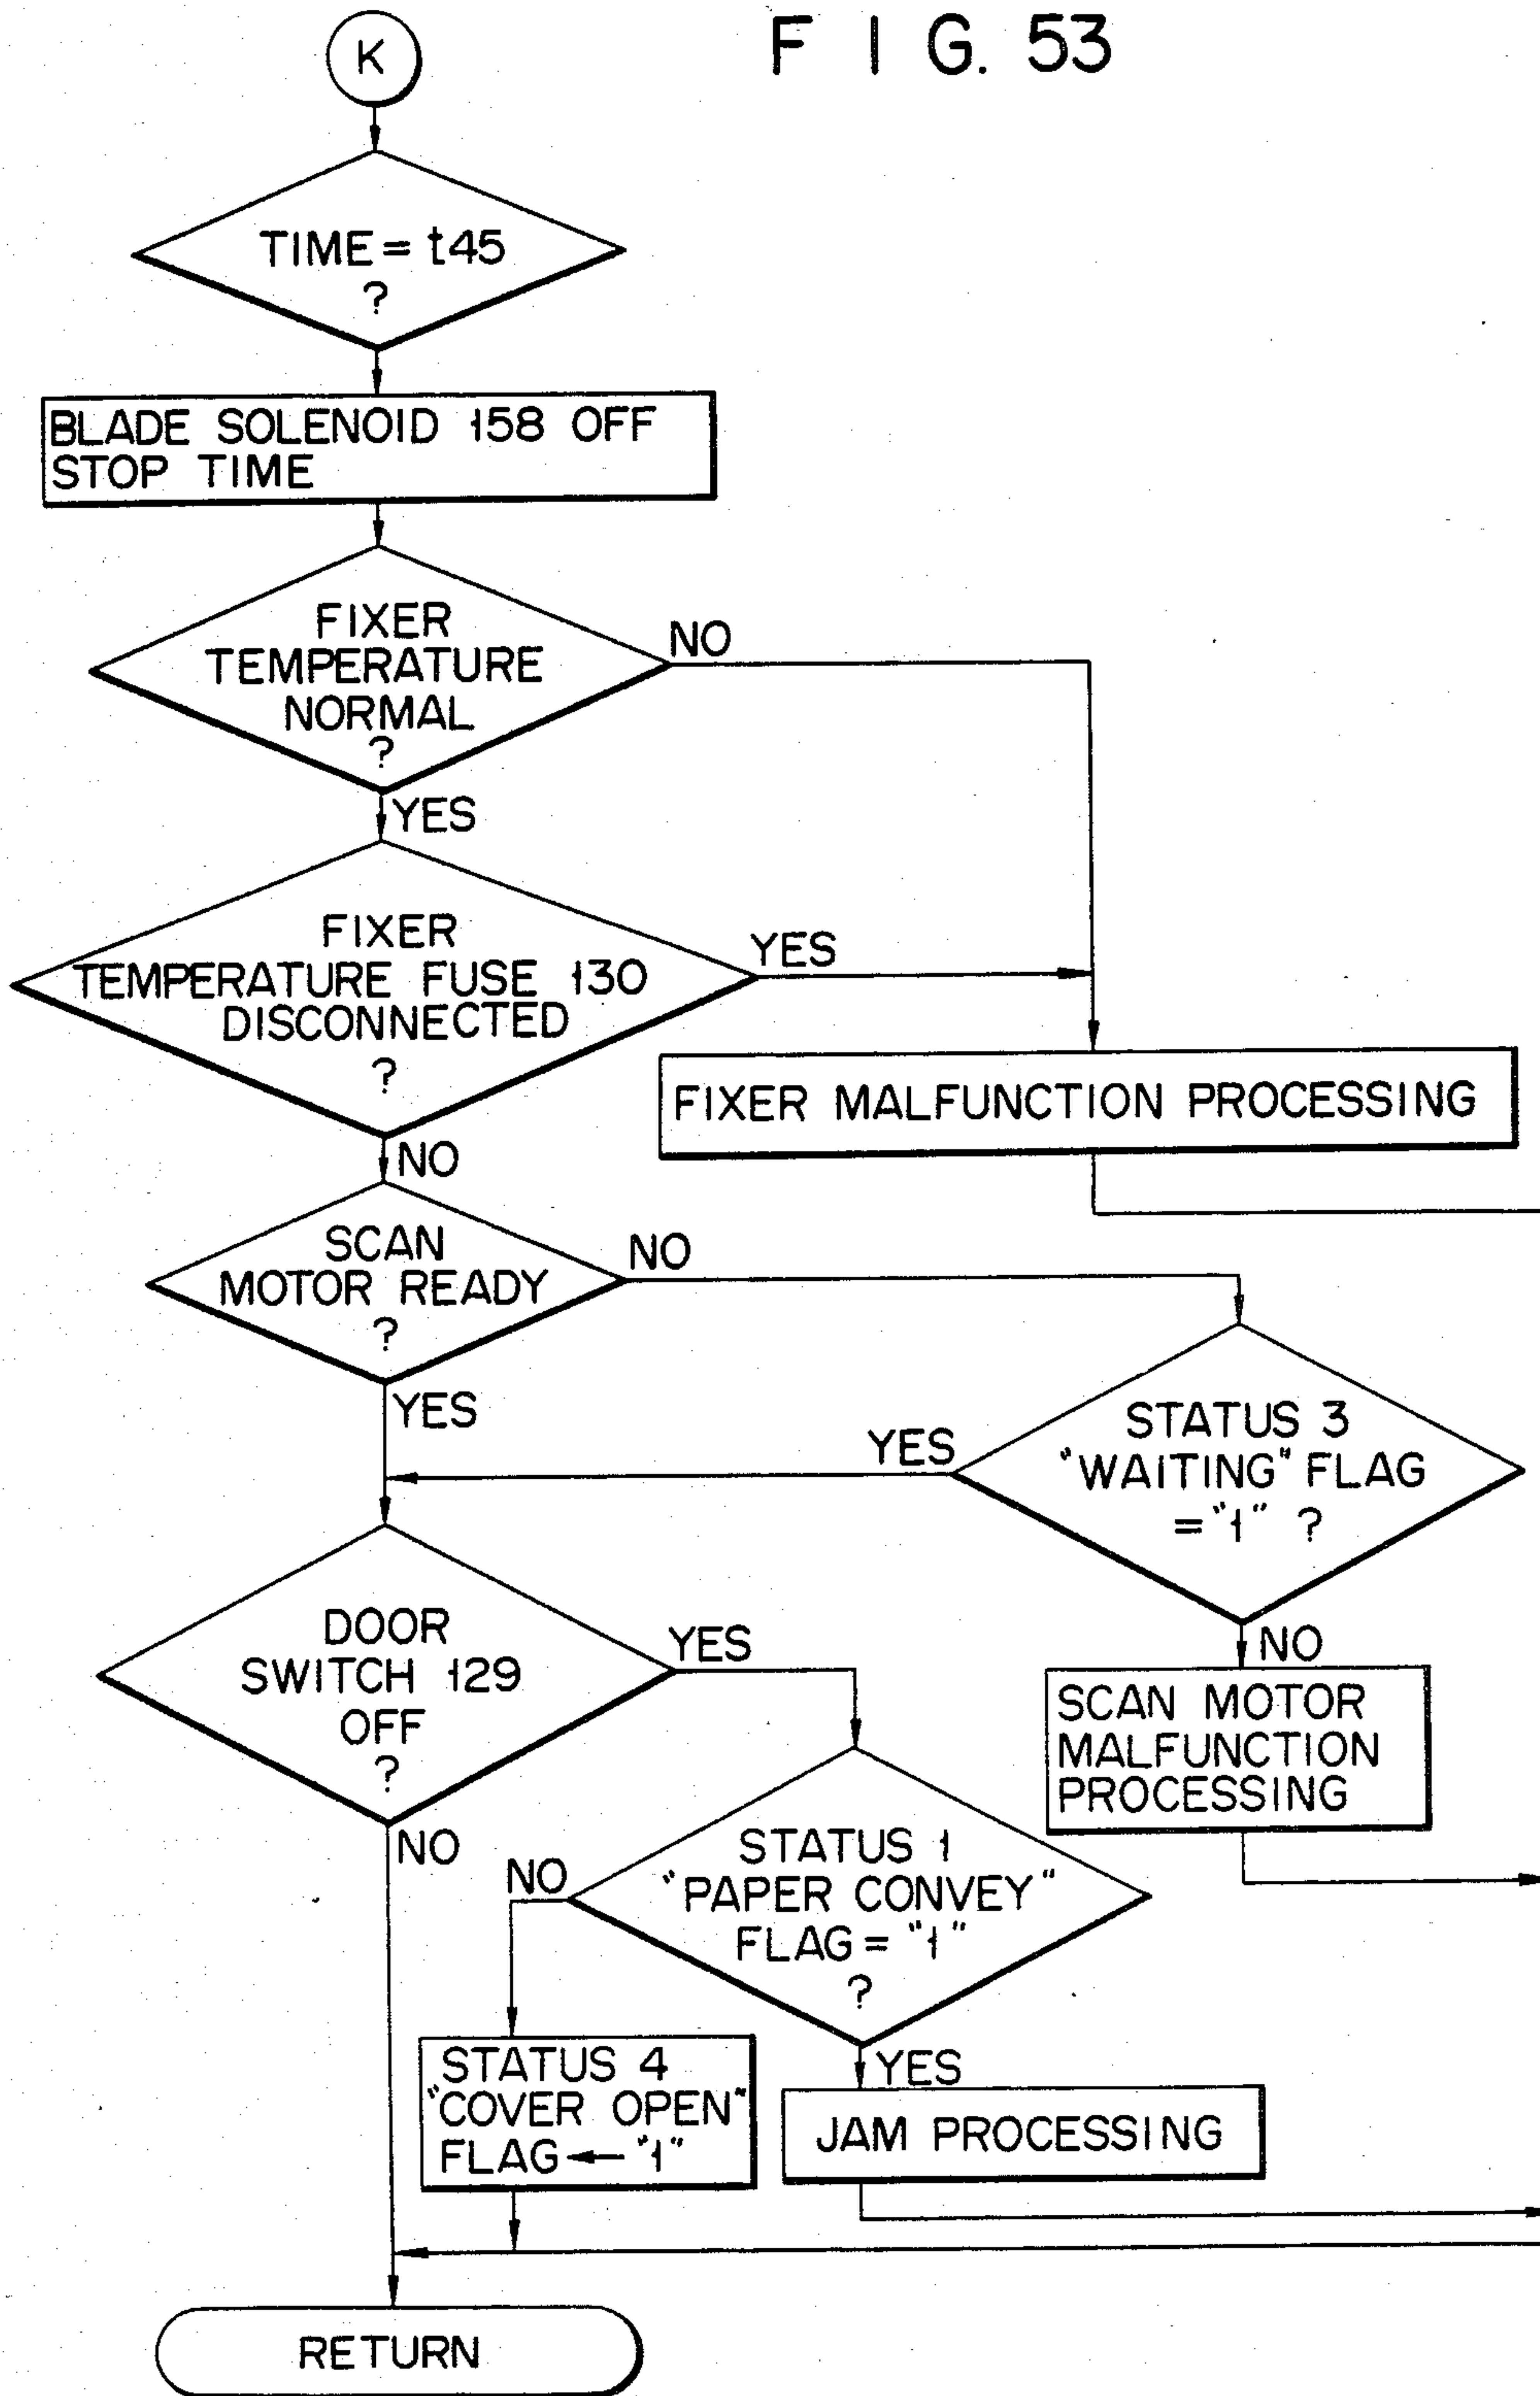 F I G. 53
K
TIME = t45
?
BLADE SOLENOID 158 OFF
STOP TIME
FIXER
TEMPERATURE
NORMAL
?
NO
YES
FIXER
TEMPERATURE FUSE 130
DISCONNECTED
?
YES
FIXER MALFUNCTION PROCESSING
NO
SCAN
MOTOR READY
?
NO
YES
STATUS 3
"WAITING" FLAG
= "1" ?
YES
NO
SCAN MOTOR
MALFUNCTION
PROCESSING
DOOR
SWITCH 129
OFF
?
YES
NO
STATUS 1
"PAPER CONVEY"
FLAG = "1"
?
NO
YES
STATUS 4
"COVER OPEN"
FLAG ← "1"
JAM PROCESSING
RETURN